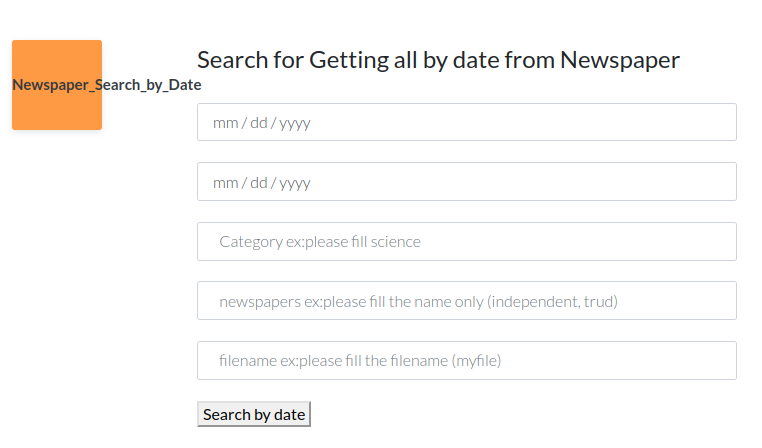 Search for Getting all by date from Newspaper
Newspaper_Search_by_Date
mm / dd / yyyy
mm / dd / yyyy
Category ex:please fill science
newspapers ex:please fill the name only (independent, trud)
filename ex:please fill the filename (myfile)
Search by date